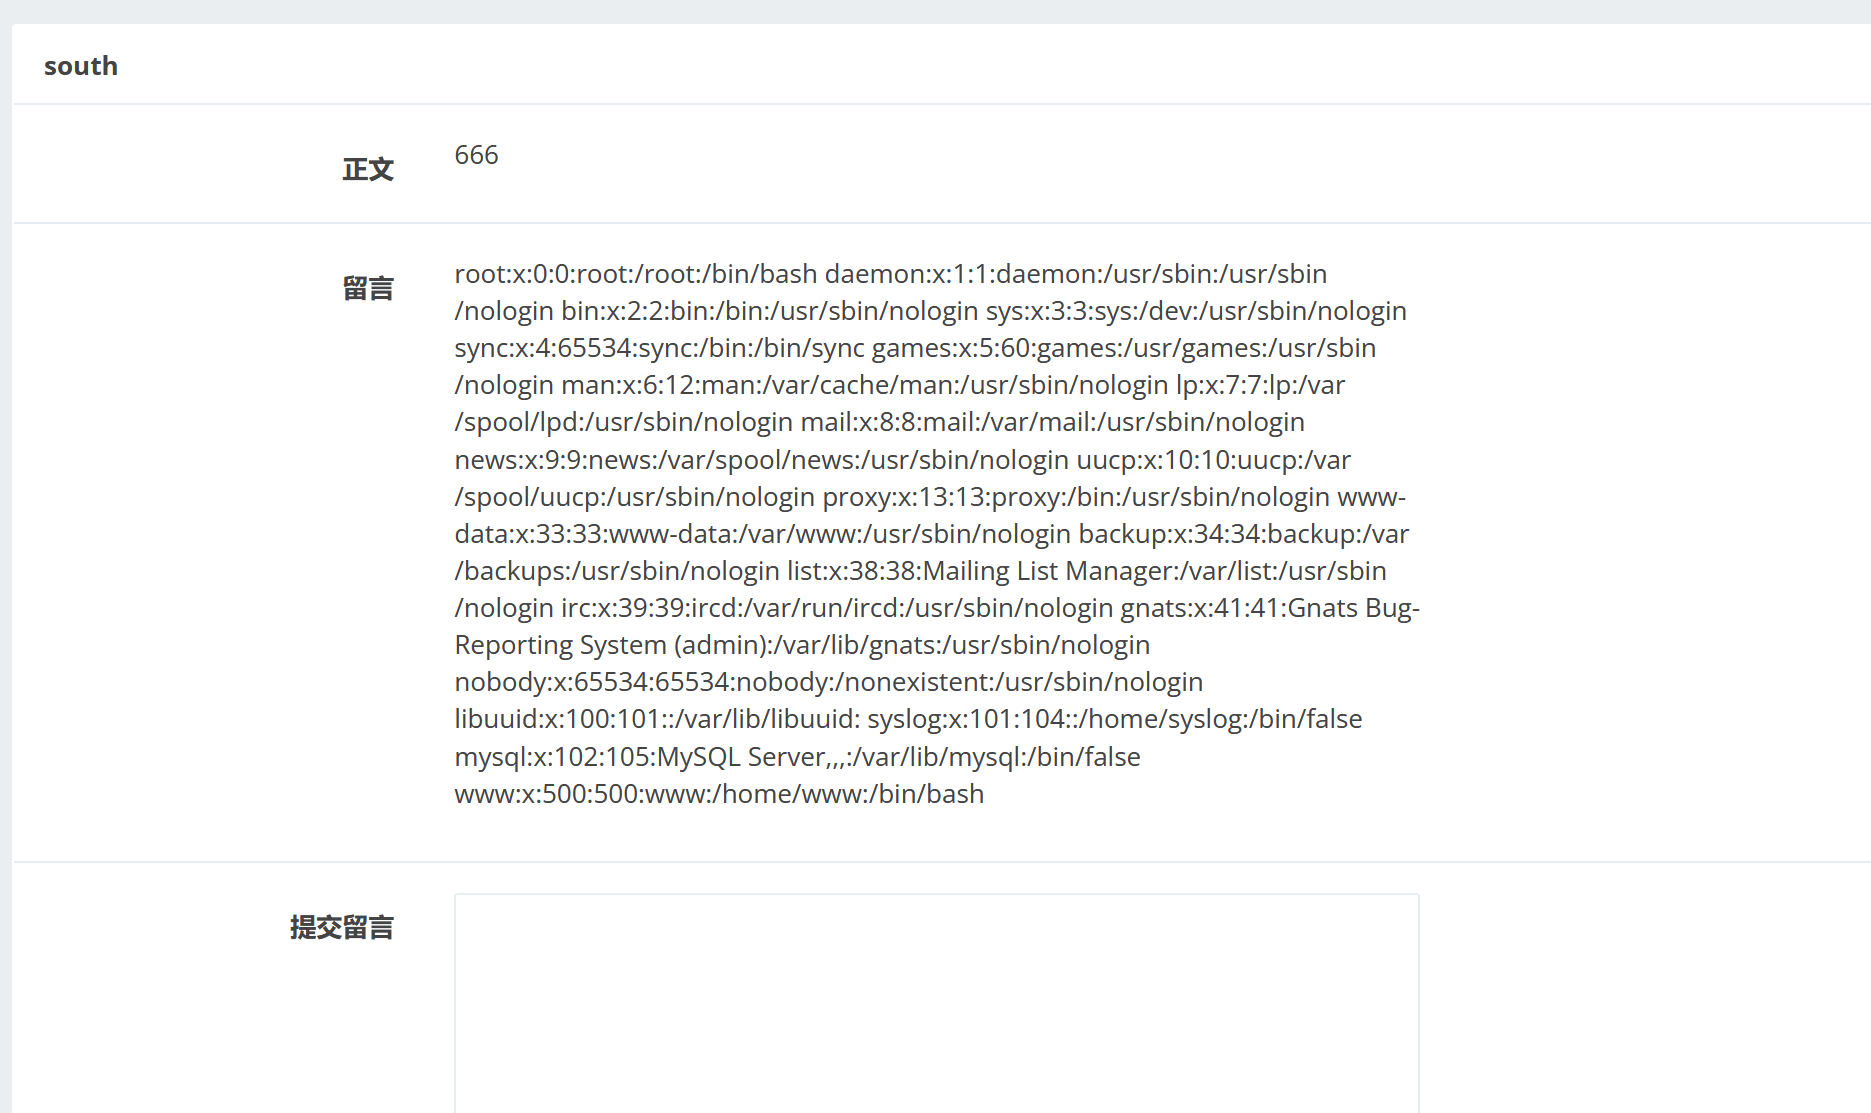 south
正文
666
留言
root:x:0:0:root:/root:/bin/bash daemon:x:1:1:daemon:/usr/sbin:/usr/sbin
/nologin bin:x:2:2:bin:/bin:/usr/sbin/nologin sys:x:3:3:sys:/dev:/usr/sbin/nologin
sync:x:4:65534:sync:/bin:/bin/sync games:x:5:60:games:/usr/games:/usr/sbin
/nologin man:x:6:12:man:/var/cache/man:/usr/sbin/nologin lp:x:7:7:lp:/var
/spool/lpd:/usr/sbin/nologin mail:x:8:8:mail:/var/mail:/usr/sbin/nologin
news:x:9:9:news:/var/spool/news:/usr/sbin/nologin uucp:x:10:10:uucp:/var
/spool/uucp:/usr/sbin/nologin proxy:x:13:13:proxy:/bin:/usr/sbin/nologin www-
data:x:33:33:www-data:/var/www:/usr/sbin/nologin backup:x:34:34:backup:/var
/backups:/usr/sbin/nologin list:x:38:38:Mailing List Manager:/var/list:/usr/sbin
/nologin irc:x:39:39:ircd:/var/run/ircd:/usr/sbin/nologin gnats:x:41:41:Gnats Bug-
Reporting System (admin):/var/lib/gnats:/usr/sbin/nologin
nobody:x:65534:65534:nobody:/nonexistent:/usr/sbin/nologin
libuuid:x:100:101::/var/lib/libuuid: syslog:x:101:104::/home/syslog:/bin/false
mysql:x:102:105:MySQL Server,,,:/var/lib/mysql:/bin/false
www:x:500:500:www:/home/www:/bin/bash
提交留言